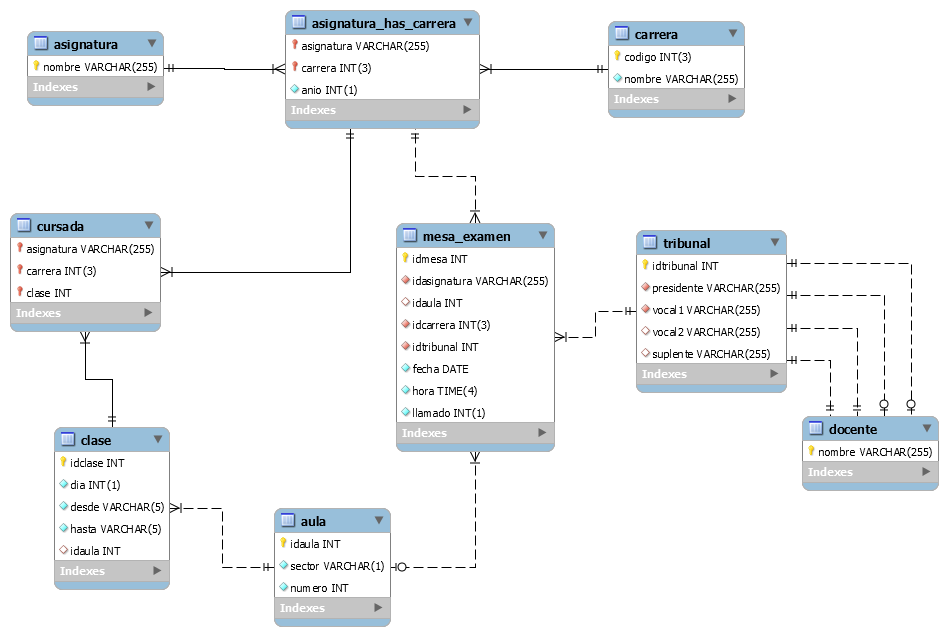 asignatura
nombre VARCHAR(255)
Indexes
asignatura_has_carrera
asignatura VARCHAR(255)
carrera INT(3)
anio INT(1)
Indexes
carrera
codigo INT(3)
nombre VARCHAR(255)
Indexes
cursada
asignatura VARCHAR(255)
carrera INT(3)
clase INT
Indexes
mesa_examen
idmesa INT
idasignatura VARCHAR(255)
idaula INT
idcarrera INT(3)
idtribunal INT
fecha DATE
hora TIME(4)
llamado INT(1)
Indexes
tribunal
idtribunal INT
presidente VARCHAR(255)
vocal1 VARCHAR(255)
vocal2 VARCHAR(255)
suplente VARCHAR(255)
Indexes
docente
nombre VARCHAR(255)
Indexes
clase
idclase INT
dia INT(1)
desde VARCHAR(5)
hasta VARCHAR(5)
idaula INT
Indexes
aula
idaula INT
sector VARCHAR(1)
numero INT
Indexes